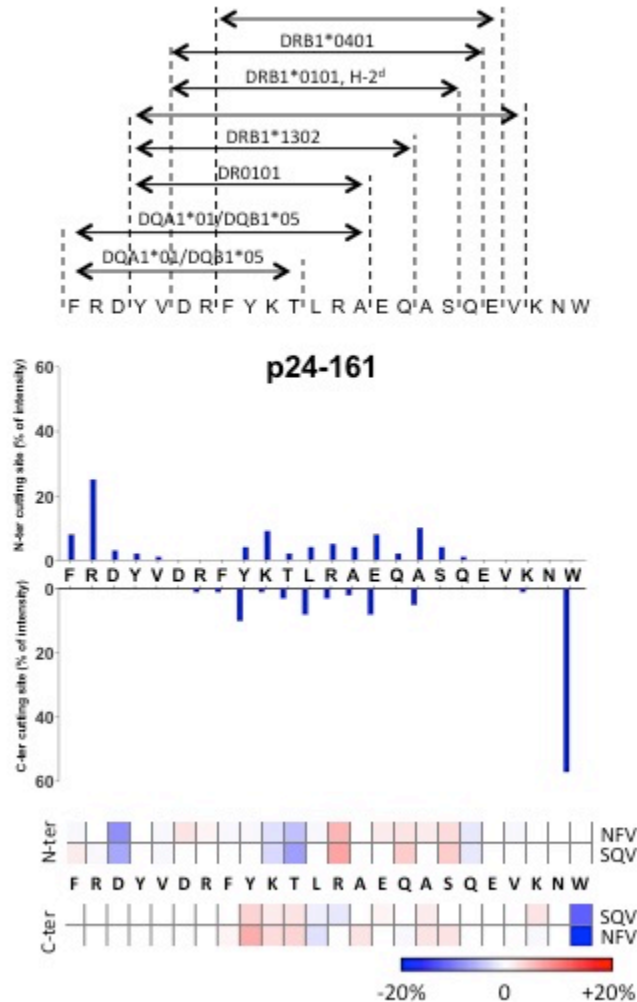 DRB1*0401
DRB1*0101, H-2ᵈ
DRB1*1302
DR0101
DQA1*01/DQB1*05
DQA1*01/DQB1*05
F R D Y V D R F Y K T L R A E Q A S Q E V K N W
p24-161
N-ter cutting site (% of intensity)
60
40
20
0
F R D Y V D R F Y K T L R A E Q A S Q E V K N W
C-ter cutting site (% of intensity)
0
20
40
60
N-ter
NFV
SQV
F R D Y V D R F Y K T L R A E Q A S Q E V K N W
C-ter
SQV
NFV
-20% 0 +20%